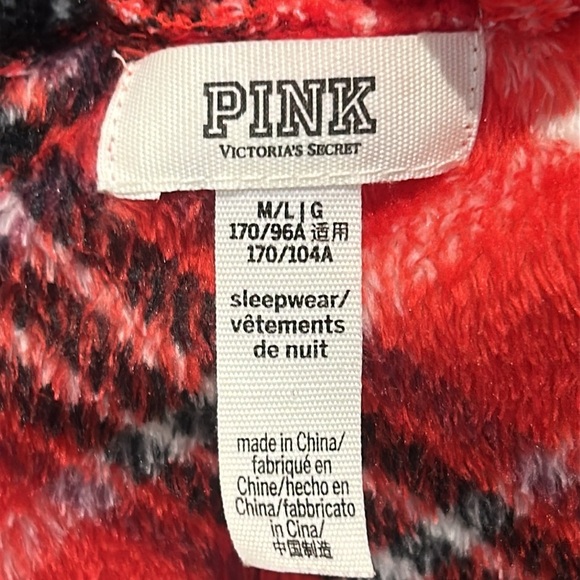 PINK
VICTORIA'S SECRET
M/L | G
170/96A 适用
170/104A
sleepwear/
vêtements
de nuit
made in China/
fabriqué en
Chine/hecho en
China/fabbricato
in Cina/
中国制造